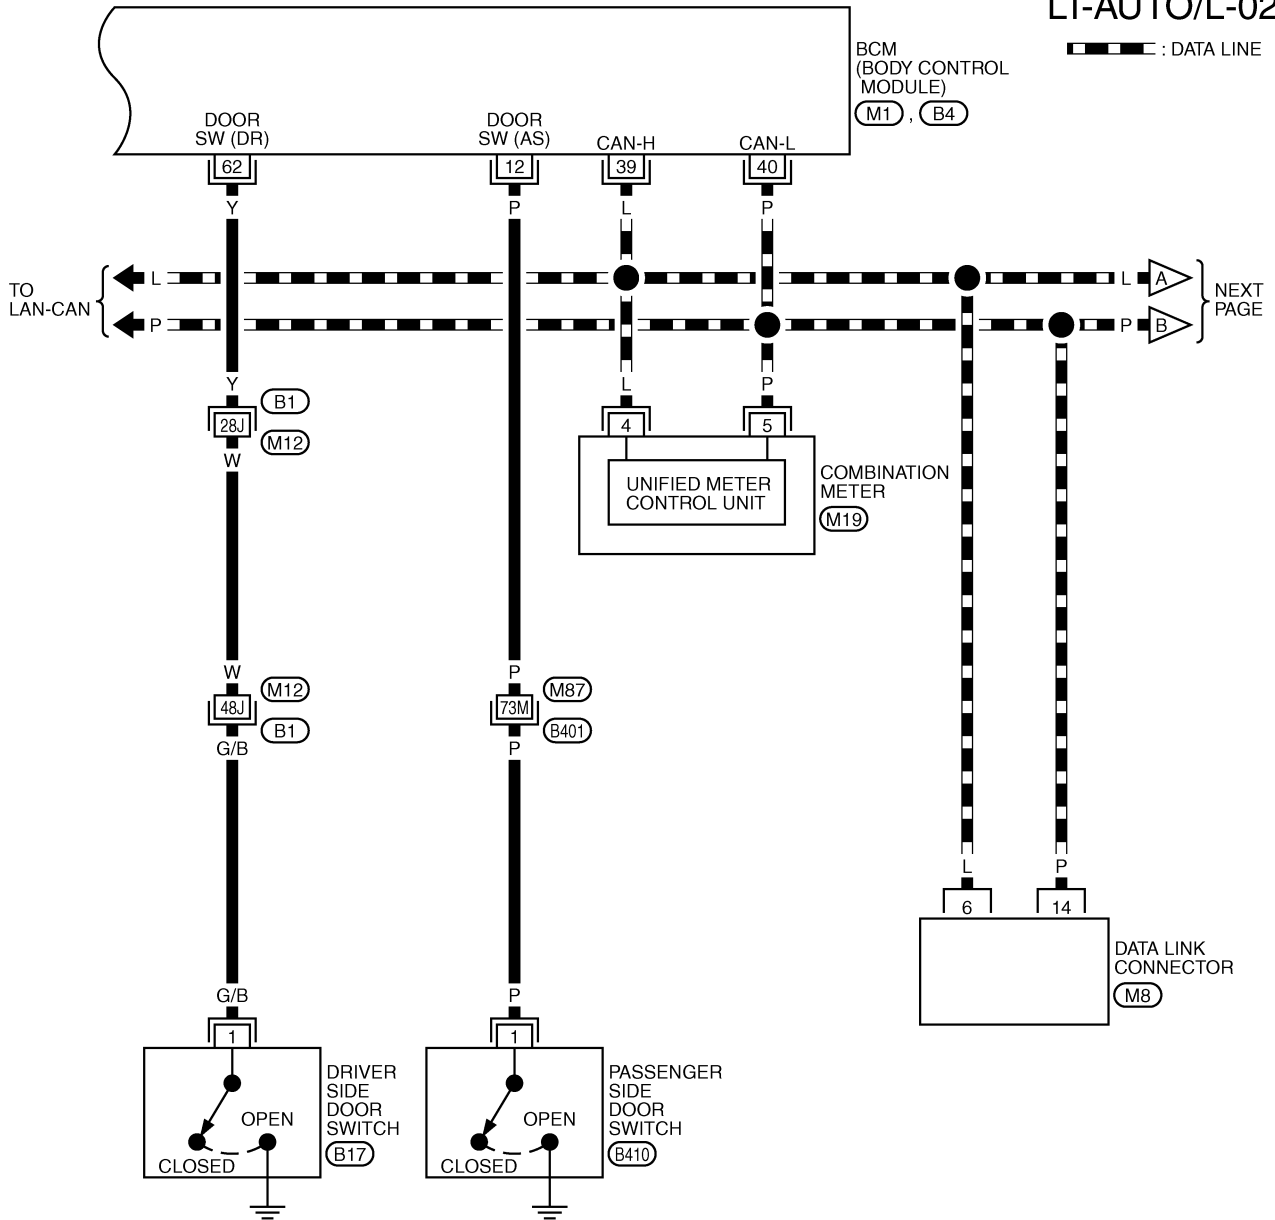 LT-AUTO/L-02
: DATA LINE
BCM
(BODY CONTROL
MODULE)
M1 , B4
DOOR
SW (DR)
DOOR
SW (AS)
CAN-H
CAN-L
62
12
39
40
Y
P
L
P
TO
LAN-CAN
L
P
L
A
P
B
NEXT
PAGE
Y
L
P
B1
28J
M12
W
4
5
UNIFIED METER
CONTROL UNIT
COMBINATION
METER
M19
W
P
M12
48J
B1
M87
73M
B401
G/B
P
L
P
6
14
DATA LINK
CONNECTOR
M8
G/B
P
1
1
DRIVER
SIDE
DOOR
SWITCH
B17
OPEN
CLOSED
PASSENGER
SIDE
DOOR
SWITCH
B410
OPEN
CLOSED